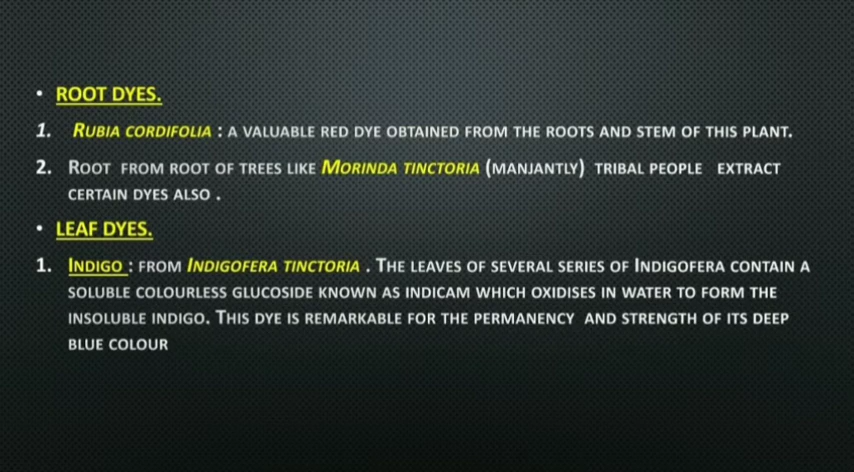 • ROOT DYES.
1. RUBIA CORDIFOLIA : A VALUABLE RED DYE OBTAINED FROM THE ROOTS AND STEM OF THIS PLANT.
2. ROOT FROM ROOT OF TREES LIKE MORINDA TINCTORIA (MANJANTLY) TRIBAL PEOPLE EXTRACT
CERTAIN DYES ALSO .
• LEAF DYES.
1. INDIGO : FROM INDIGOFERA TINCTORIA . THE LEAVES OF SEVERAL SERIES OF INDIGOFERA CONTAIN A
SOLUBLE COLOURLESS GLUCOSIDE KNOWN AS INDICAM WHICH OXIDISES IN WATER TO FORM THE
INSOLUBLE INDIGO. THIS DYE IS REMARKABLE FOR THE PERMANENCY AND STRENGTH OF ITS DEEP
BLUE COLOUR